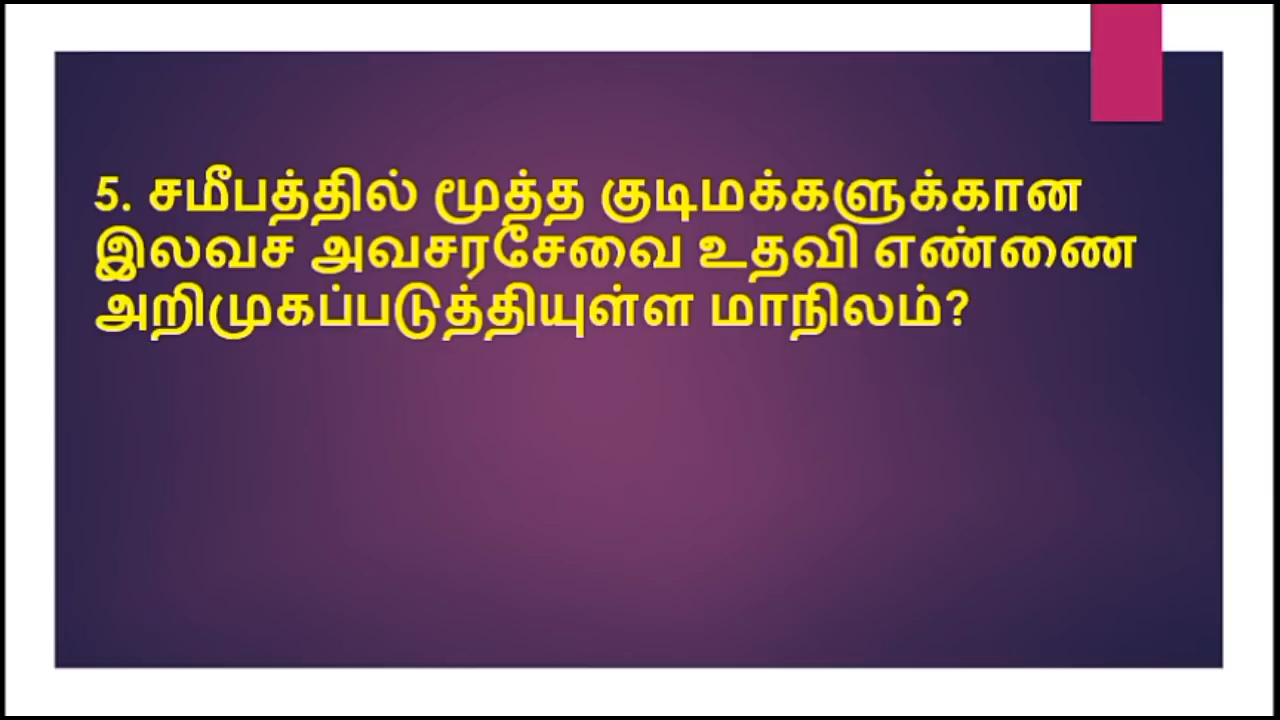 5. சமீபத்தில் மூத்த குடிமக்களுக்கான
இலவச அவசரசேவை உதவி எண்ணை
அறிமுகப்படுத்தியுள்ள மாநிலம்?